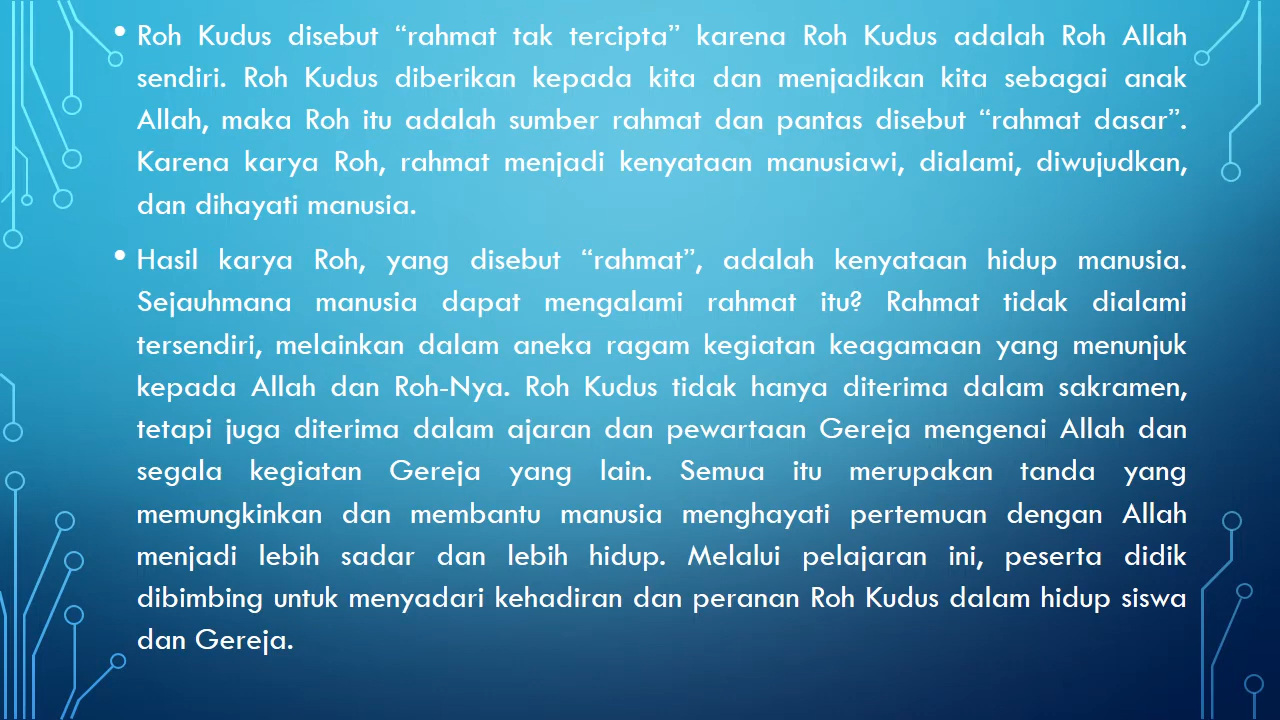 • Roh Kudus disebut “rahmat tak tercipta” karena Roh Kudus adalah Roh Allah
sendiri. Roh Kudus diberikan kepada kita dan menjadikan kita sebagai anak
Allah, maka Roh itu adalah sumber rahmat dan pantas disebut “rahmat dasar”.
Karena karya Roh, rahmat menjadi kenyataan manusiawi, dialami, diwujudkan,
dan dihayati manusia.
• Hasil karya Roh, yang disebut “rahmat”, adalah kenyataan hidup manusia.
Sejauhmana manusia dapat mengalami rahmat itu? Rahmat tidak dialami
tersendiri, melainkan dalam aneka ragam kegiatan keagamaan yang menunjuk
kepada Allah dan Roh-Nya. Roh Kudus tidak hanya diterima dalam sakramen,
tetapi juga diterima dalam ajaran dan pewartaan Gereja mengenai Allah dan
segala kegiatan Gereja yang lain. Semua itu merupakan tanda yang
memungkinkan dan membantu manusia menghayati pertemuan dengan Allah
menjadi lebih sadar dan lebih hidup. Melalui pelajaran ini, peserta didik
dibimbing untuk menyadari kehadiran dan peranan Roh Kudus dalam hidup siswa
dan Gereja.